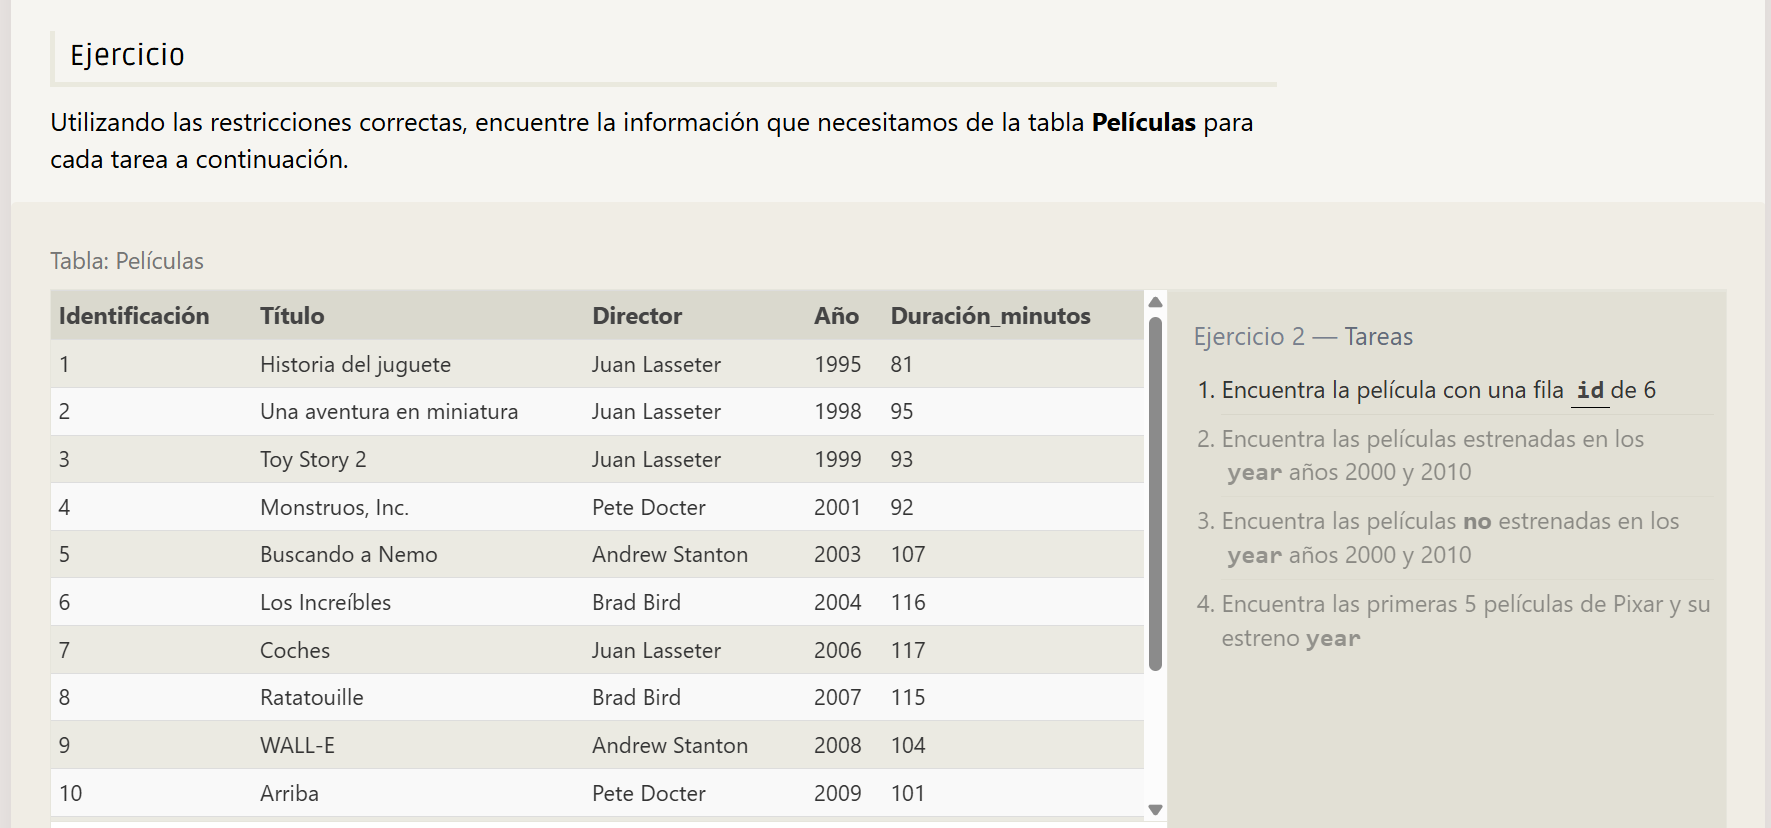 Ejercicio
Utilizando las restricciones correctas, encuentre la información que necesitamos de la tabla Películas para
cada tarea a continuación.
Tabla: Películas
Identificación Título Director Año Duración_minutos
1 Historia del juguete Juan Lasseter 1995 81
2 Una aventura en miniatura Juan Lasseter 1998 95
3 Toy Story 2 Juan Lasseter 1999 93
4 Monstruos, Inc. Pete Docter 2001 92
5 Buscando a Nemo Andrew Stanton 2003 107
6 Los Increíbles Brad Bird 2004 116
7 Coches Juan Lasseter 2006 117
8 Ratatouille Brad Bird 2007 115
9 WALL-E Andrew Stanton 2008 104
10 Arriba Pete Docter 2009 101
Ejercicio 2 — Tareas
1. Encuentra la película con una fila id de 6
2. Encuentra las películas estrenadas en los
year años 2000 y 2010
3. Encuentra las películas no estrenadas en los
year años 2000 y 2010
4. Encuentra las primeras 5 películas de Pixar y su
estreno year